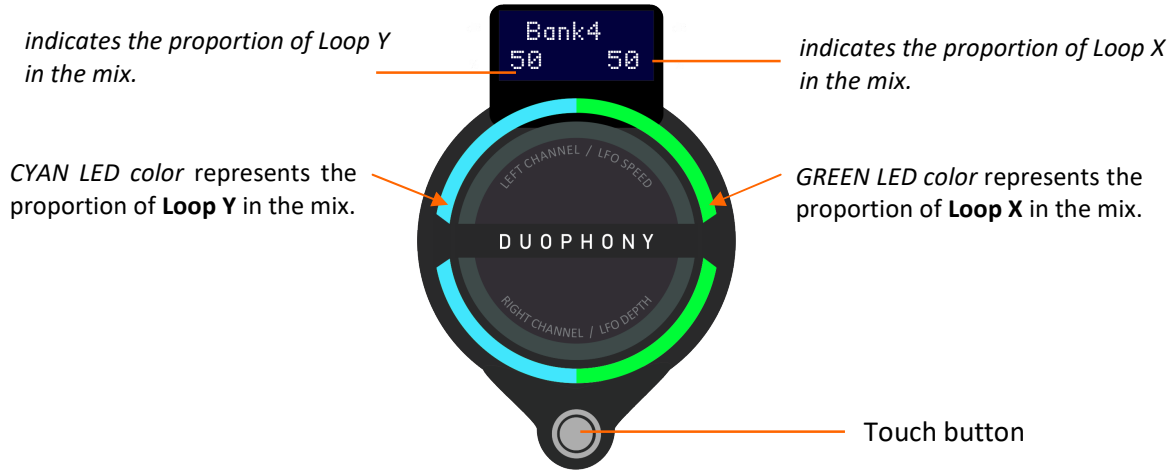 indicates the proportion of Loop Y
in the mix.
Bank4
50 50
indicates the proportion of Loop X
in the mix.
CYAN LED color represents the
proportion of Loop Y in the mix.
LEFT CHANNEL / LFO SPEED
GREEN LED color represents the
proportion of Loop X in the mix.
DUOPHONY
RIGHT CHANNEL / LFO DEPTH
Touch button